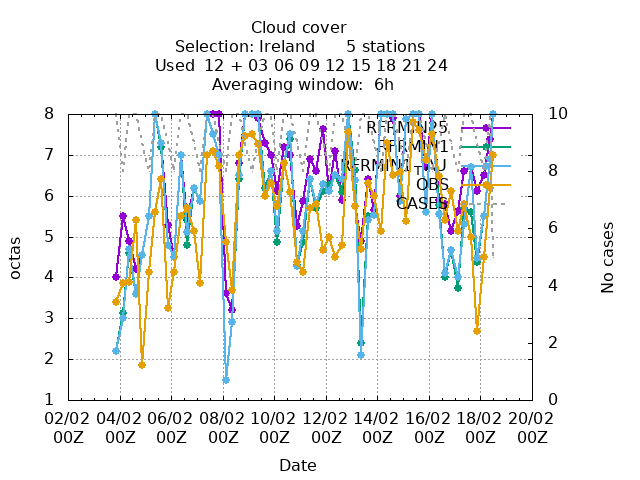 Cloud cover
Selection: Ireland 5 stations
Used 12 + 03 06 09 12 15 18 21 24
Averaging window: 6h
8
7
6
5
4
3
2
1
octas
10
8
6
4
2
0
No cases
RFRMIN25
RFRMIN1
OBS
CASES
02/02 04/02 06/02 08/02 10/02 12/02 14/02 16/02 18/02 20/02
00Z 00Z 00Z 00Z 00Z 00Z 00Z 00Z 00Z 00Z
Date